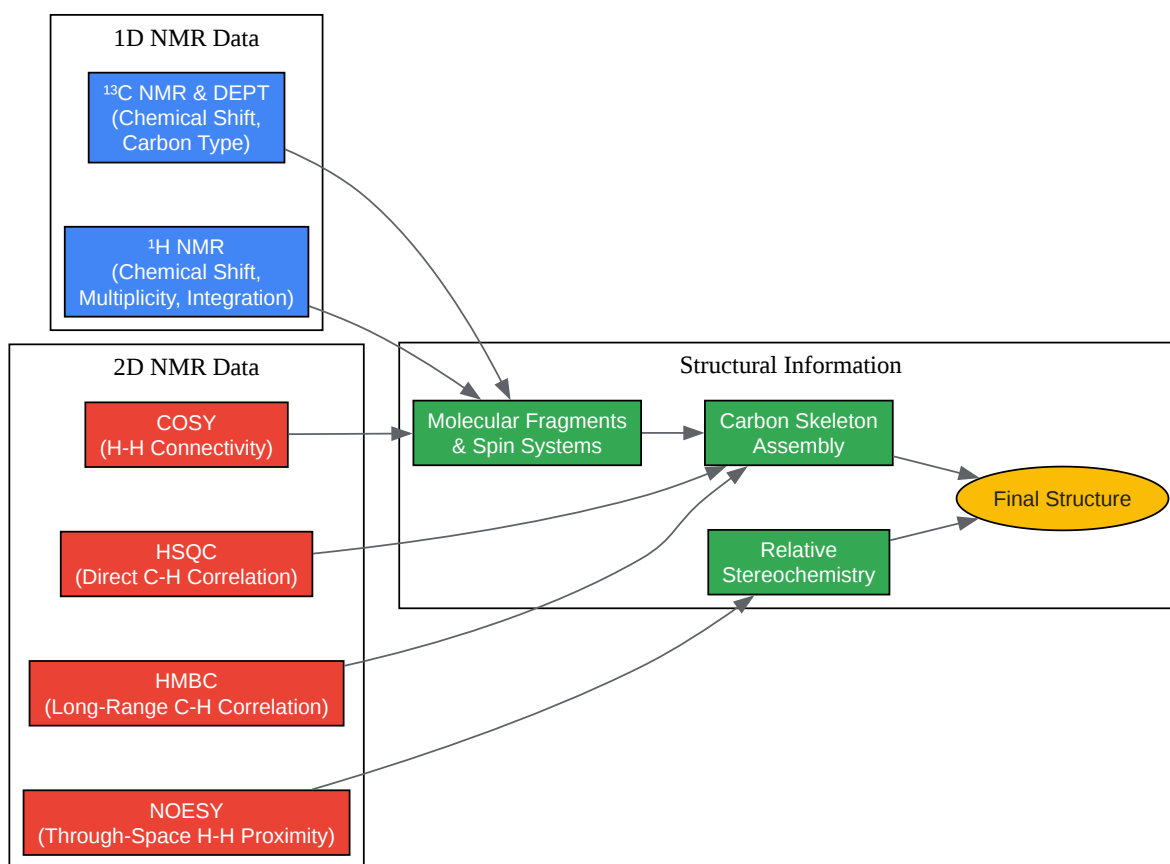 1D NMR Data
¹³C NMR & DEPT
(Chemical Shift,
Carbon Type)
¹H NMR
(Chemical Shift,
Multiplicity, Integration)
2D NMR Data
COSY
(H-H Connectivity)
HSQC
(Direct C-H Correlation)
HMBC
(Long-Range C-H Correlation)
NOESY
(Through-Space H-H Proximity)
Structural Information
Molecular Fragments
& Spin Systems
Carbon Skeleton
Assembly
Relative
Stereochemistry
Final Structure